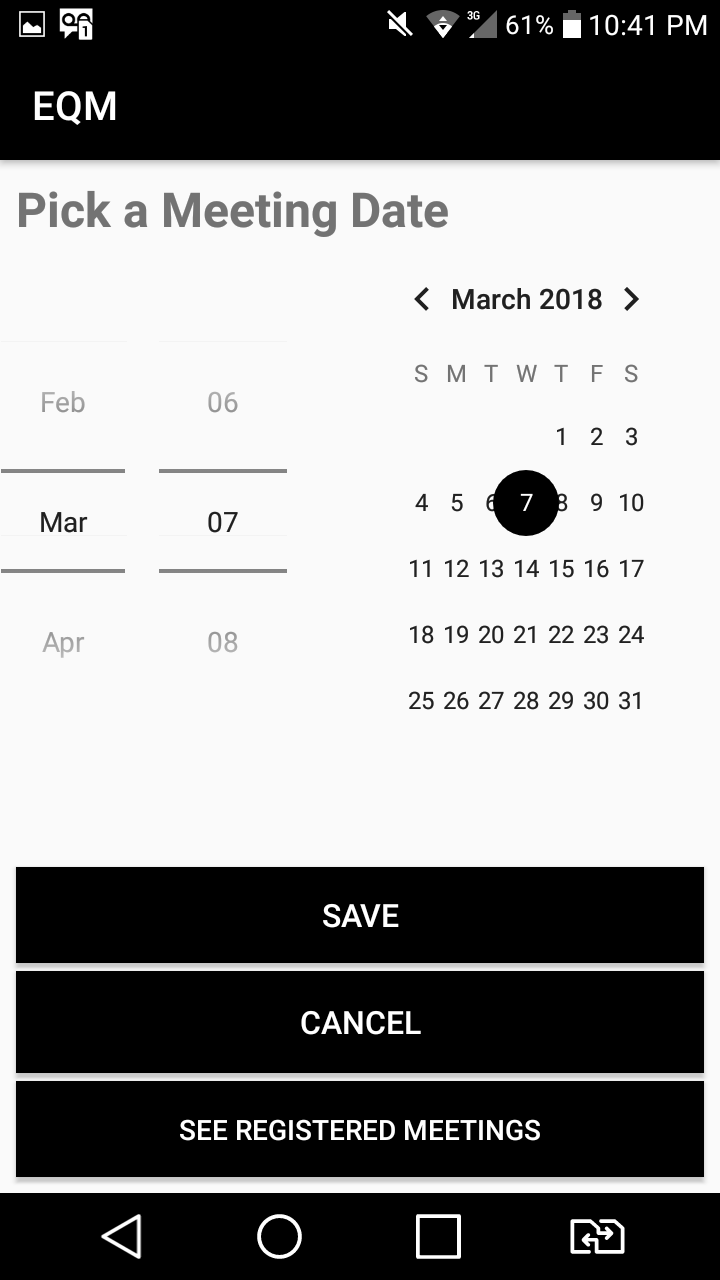 3G 61% 10:41 PM
EQM
Pick a Meeting Date
March 2018
S M T W T F S
Feb 06
1 2 3
4 5 6 7 8 9 10
Mar 07
11 12 13 14 15 16 17
Apr 08
18 19 20 21 22 23 24
25 26 27 28 29 30 31
SAVE
CANCEL
SEE REGISTERED MEETINGS